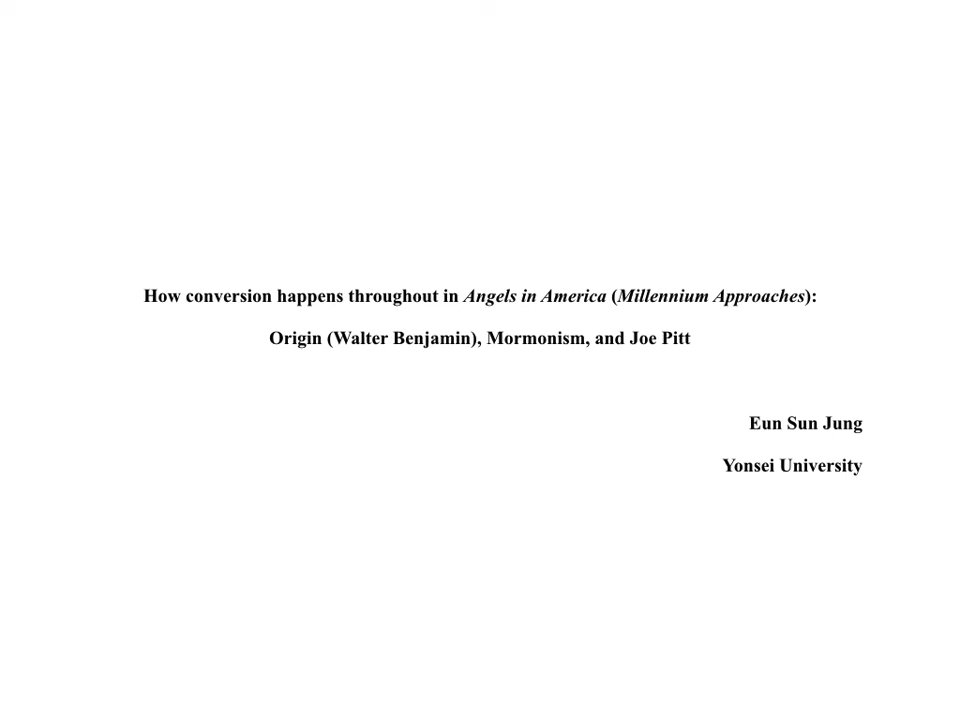 How conversion happens throughout in Angels in America (Millennium Approaches):
Origin (Walter Benjamin), Mormonism, and Joe Pitt
Eun Sun Jung
Yonsei University